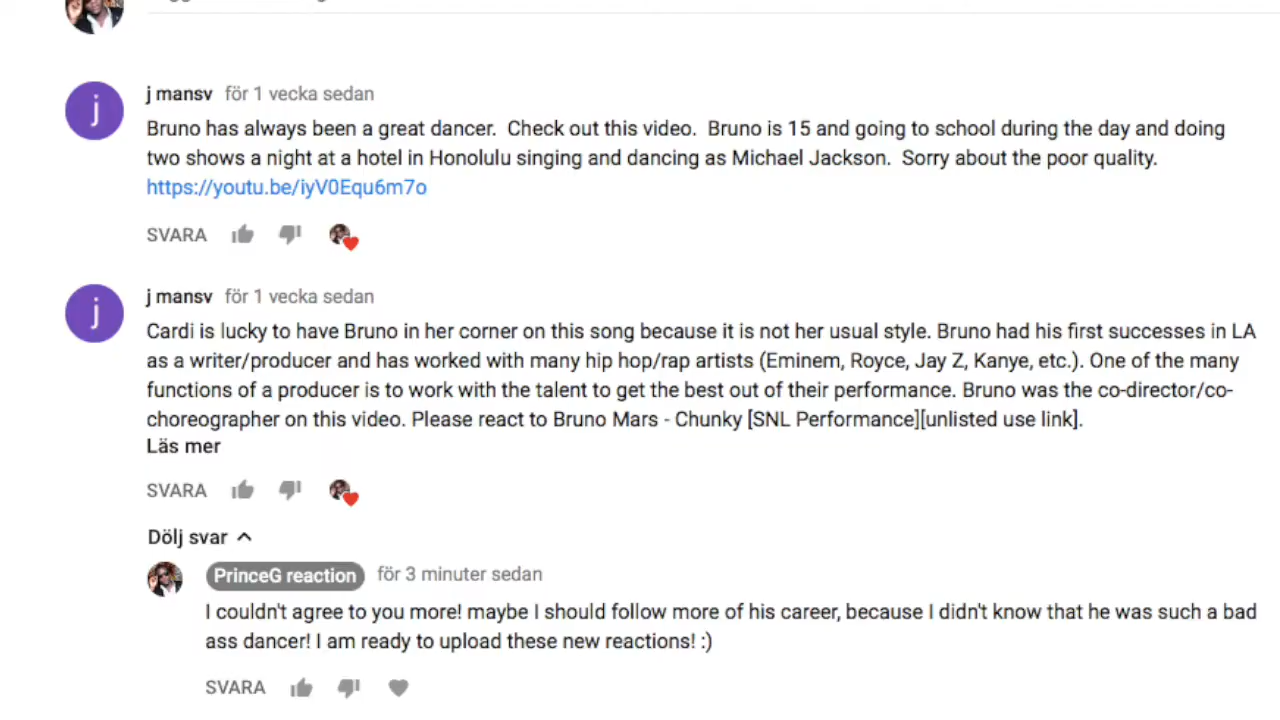 j mansv för 1 vecka sedan
Bruno has always been a great dancer.  Check out this video.  Bruno is 15 and going to school during the day and doing
two shows a night at a hotel in Honolulu singing and dancing as Michael Jackson.  Sorry about the poor quality.
https://youtu.be/iyV0Equ6m7o
SVARA
j mansv för 1 vecka sedan
Cardi is lucky to have Bruno in her corner on this song because it is not her usual style. Bruno had his first successes in LA
as a writer/producer and has worked with many hip hop/rap artists (Eminem, Royce, Jay Z, Kanye, etc.). One of the many
functions of a producer is to work with the talent to get the best out of their performance. Bruno was the co-director/co-
choreographer on this video. Please react to Bruno Mars - Chunky [SNL Performance][unlisted use link].
Läs mer
SVARA
Dölj svar
PrinceG reaction för 3 minuter sedan
I couldn't agree to you more! maybe I should follow more of his career, because I didn't know that he was such a bad
ass dancer! I am ready to upload these new reactions! :)
SVARA